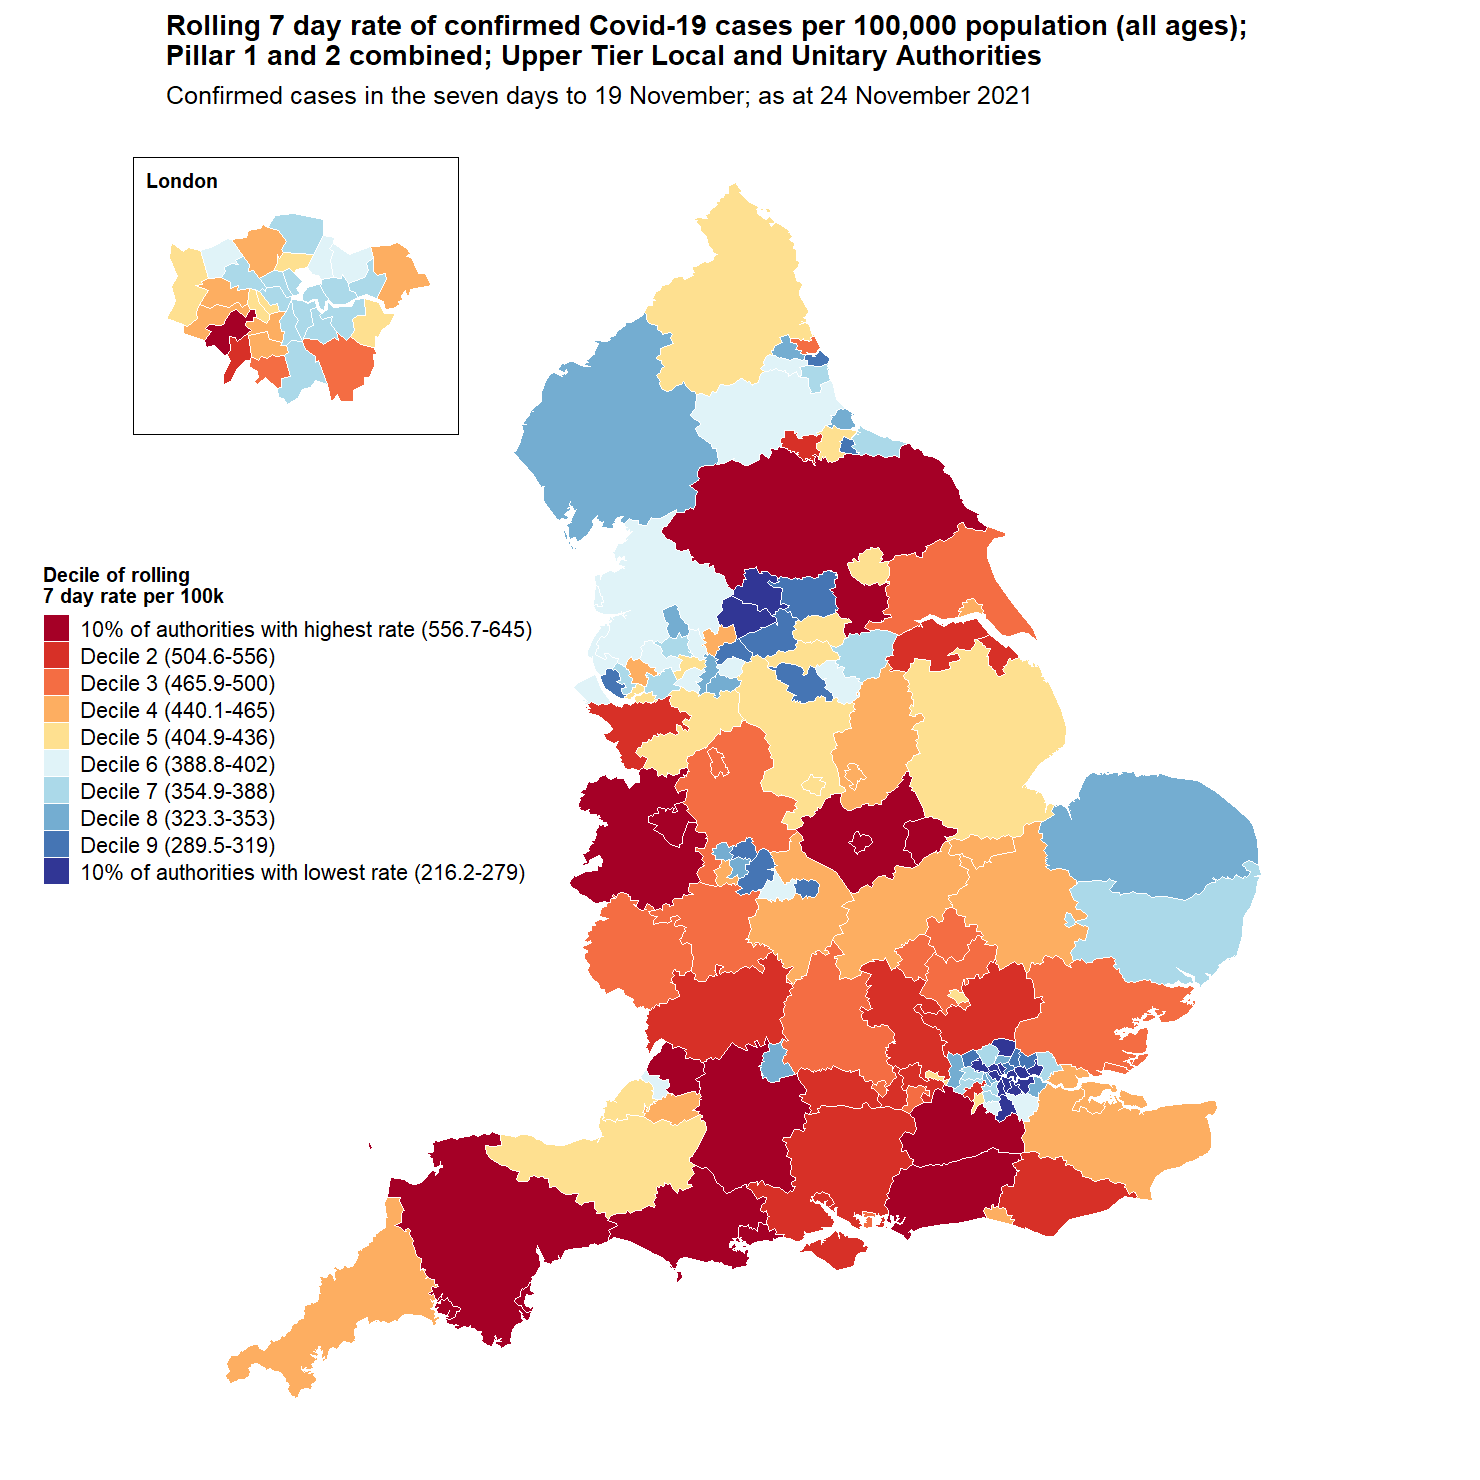 Rolling 7 day rate of confirmed Covid-19 cases per 100,000 population (all ages);
Pillar 1 and 2 combined; Upper Tier Local and Unitary Authorities
Confirmed cases in the seven days to 19 November; as at 24 November 2021
London
Decile of rolling
7 day rate per 100k
10% of authorities with highest rate (556.7-645)
Decile 2 (504.6-556)
Decile 3 (465.9-500)
Decile 4 (440.1-465)
Decile 5 (404.9-436)
Decile 6 (388.8-402)
Decile 7 (354.9-388)
Decile 8 (323.3-353)
Decile 9 (289.5-319)
10% of authorities with lowest rate (216.2-279)